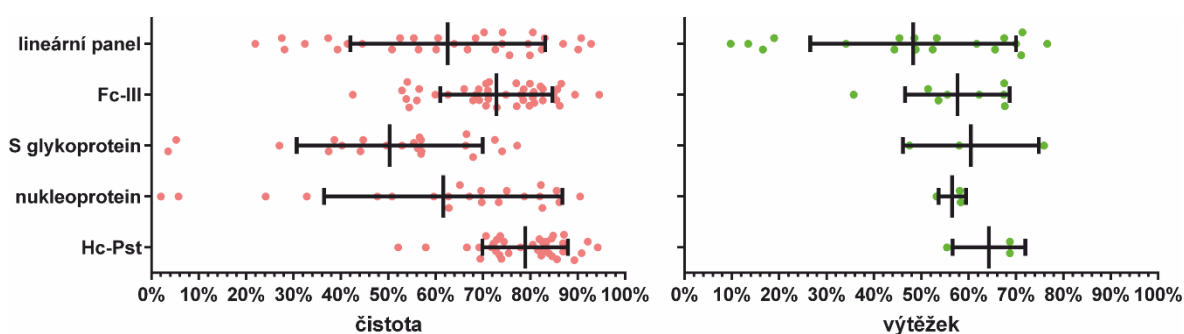 lineární panel
Fc-III
S glykoprotein
nukleoprotein
Hc-Pst
0% 10% 20% 30% 40% 50% 60% 70% 80% 90% 100%
čistota
0% 10% 20% 30% 40% 50% 60% 70% 80% 90% 100%
výtěžek